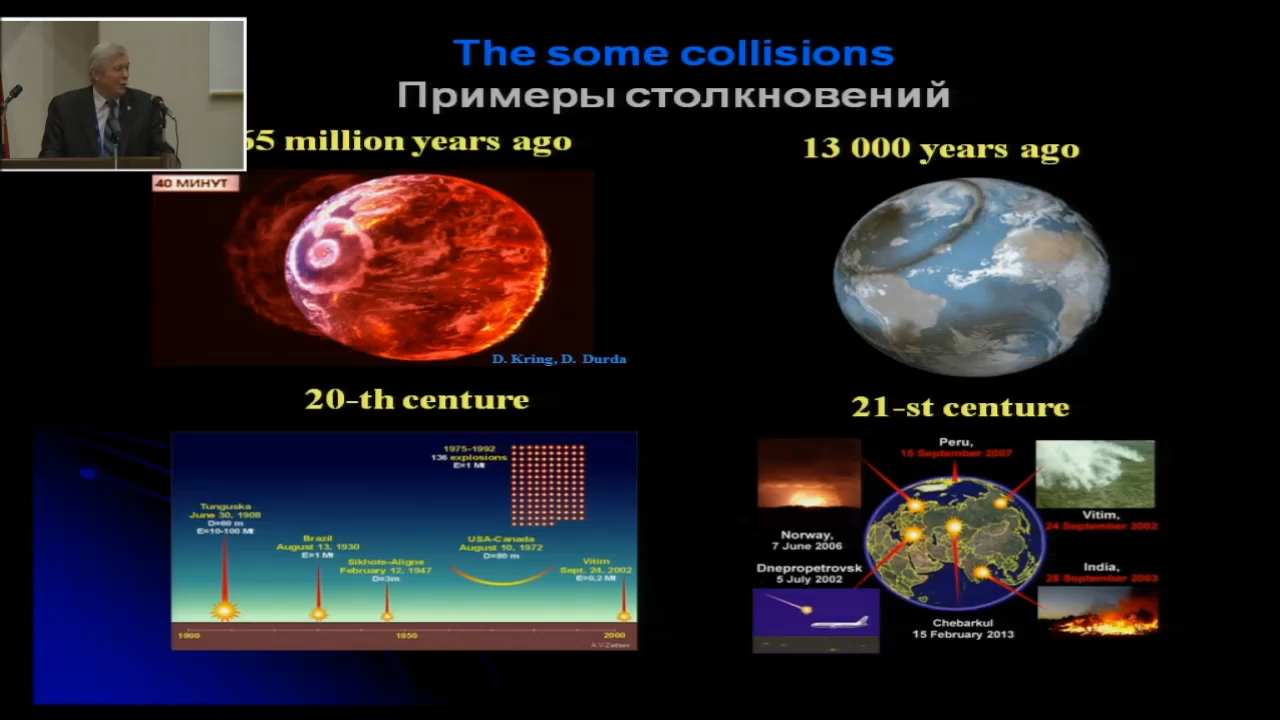 The some collisions
Примеры столкновений
65 million years ago
13 000 years ago
40 МИНУТ
D. Kring, D. Durda
20-th centure
21-st centure
1975-1992
136 explosions
E=1 Mt
Tunguska
June 30, 1908
D=60 m
E=10-100 Mt
Brazil
August 13, 1930
E=1 Mt
Sikhote-Aligne
February 12, 1947
D=3m
USA-Canada
August 10, 1972
D=80 m
Vitim
Sept. 24, 2002
E=0,2 Mt
1900
1950
2000
A.V.Zaitsev
Peru,
15 September 2007
Norway,
7 June 2006
Vitim,
24 September 2002
Dnepropetrovsk
5 July 2002
India,
28 September 2003
Chebarkul
15 February 2013